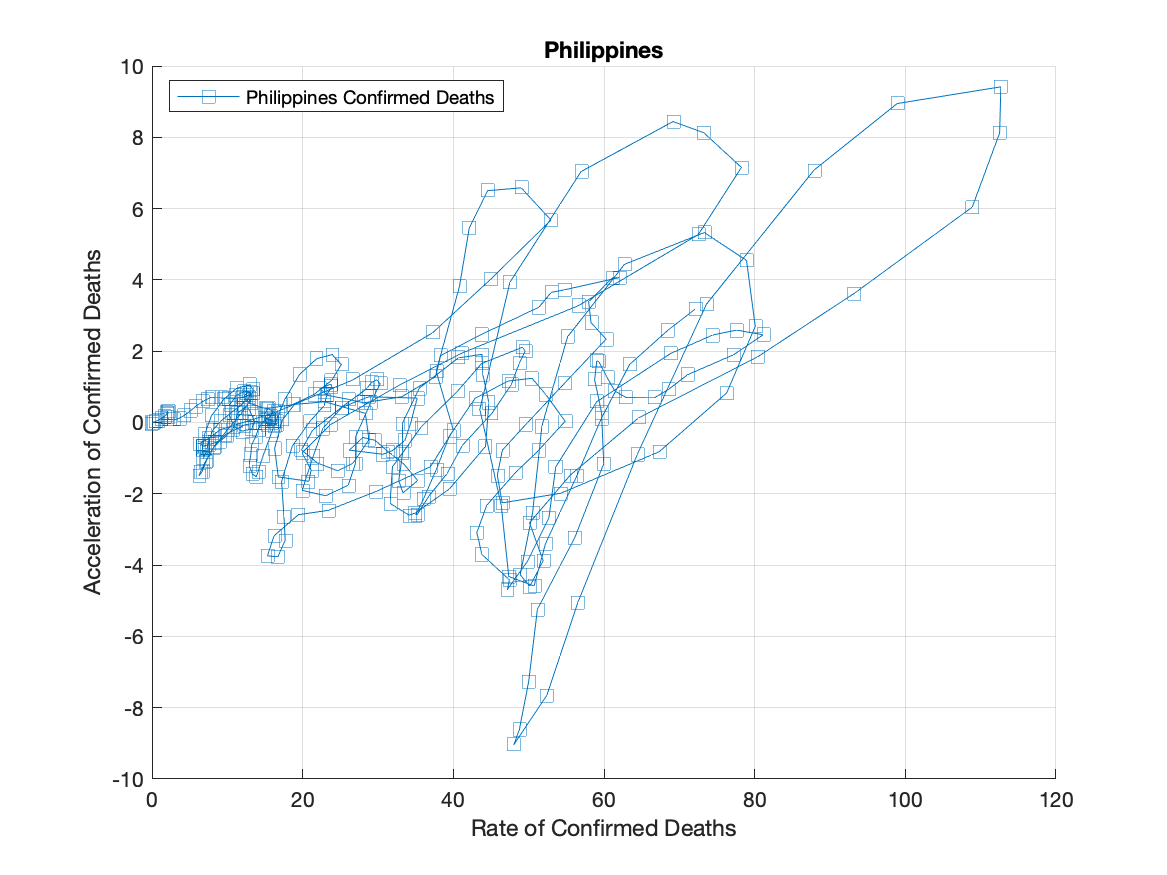 Philippines
Philippines Confirmed Deaths
10
8
6
4
2
0
-2
-4
-6
-8
-10
Acceleration of Confirmed Deaths
0 20 40 60 80 100 120
Rate of Confirmed Deaths